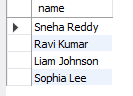 name
Sneha Reddy
Ravi Kumar
Liam Johnson
Sophia Lee